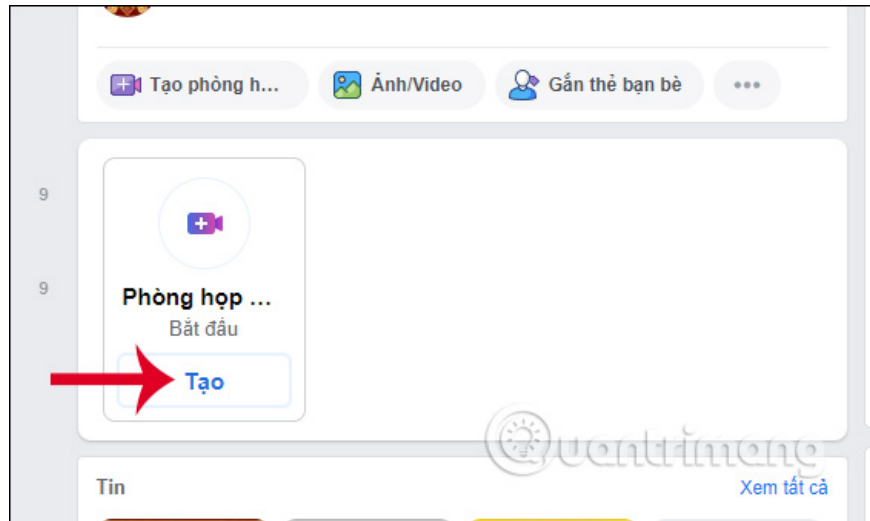 Tạo phòng h...
Ảnh/Video
Gắn thẻ bạn bè
9
9
Phòng họp ...
Bắt đầu
Tạo
Quantrimang
Tin
Xem tất cả